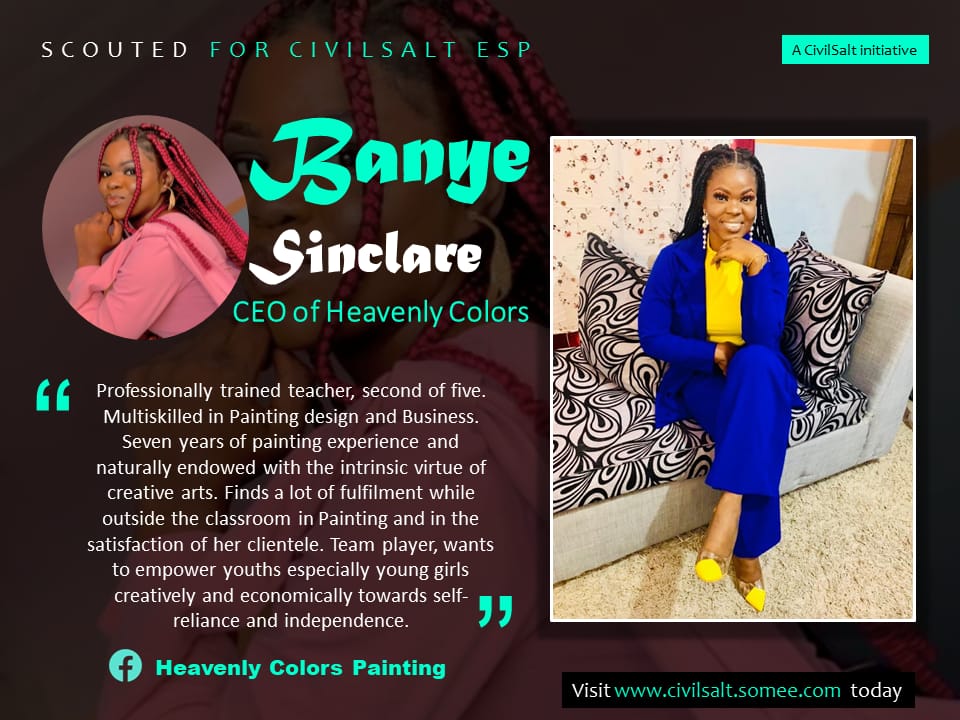 SCOUTED FOR CIVILSALT ESP
A CivilSalt initiative
Banye
Sinclare
CEO of Heavenly Colors
“ Professionally trained teacher, second of five.
Multiskilled in Painting design and Business.
Seven years of painting experience and
naturally endowed with the intrinsic virtue of
creative arts. Finds a lot of fulfilment while
outside the classroom in Painting and in the
satisfaction of her clientele. Team player, wants
to empower youths especially young girls
creatively and economically towards self-
reliance and independence. ”
Heavenly Colors Painting
Visit www.civilsalt.somee.com today